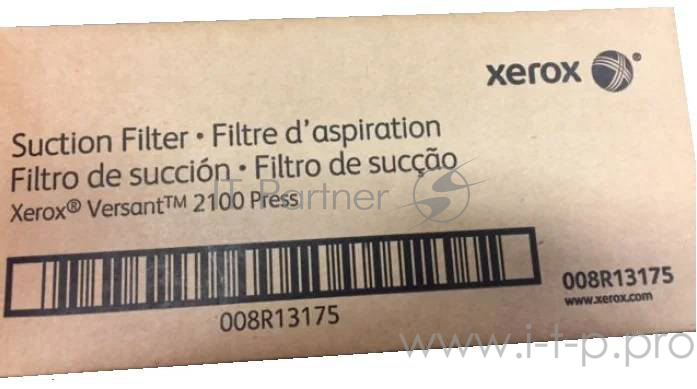 xerox
Suction Filter • Filtre d'aspiration
Filtro de succión • Filtro de sucção
IT Partner
Xerox® Versant™ 2100 Press
008R13175
www.xerox.com
008R13175
www.i-t-p.pro